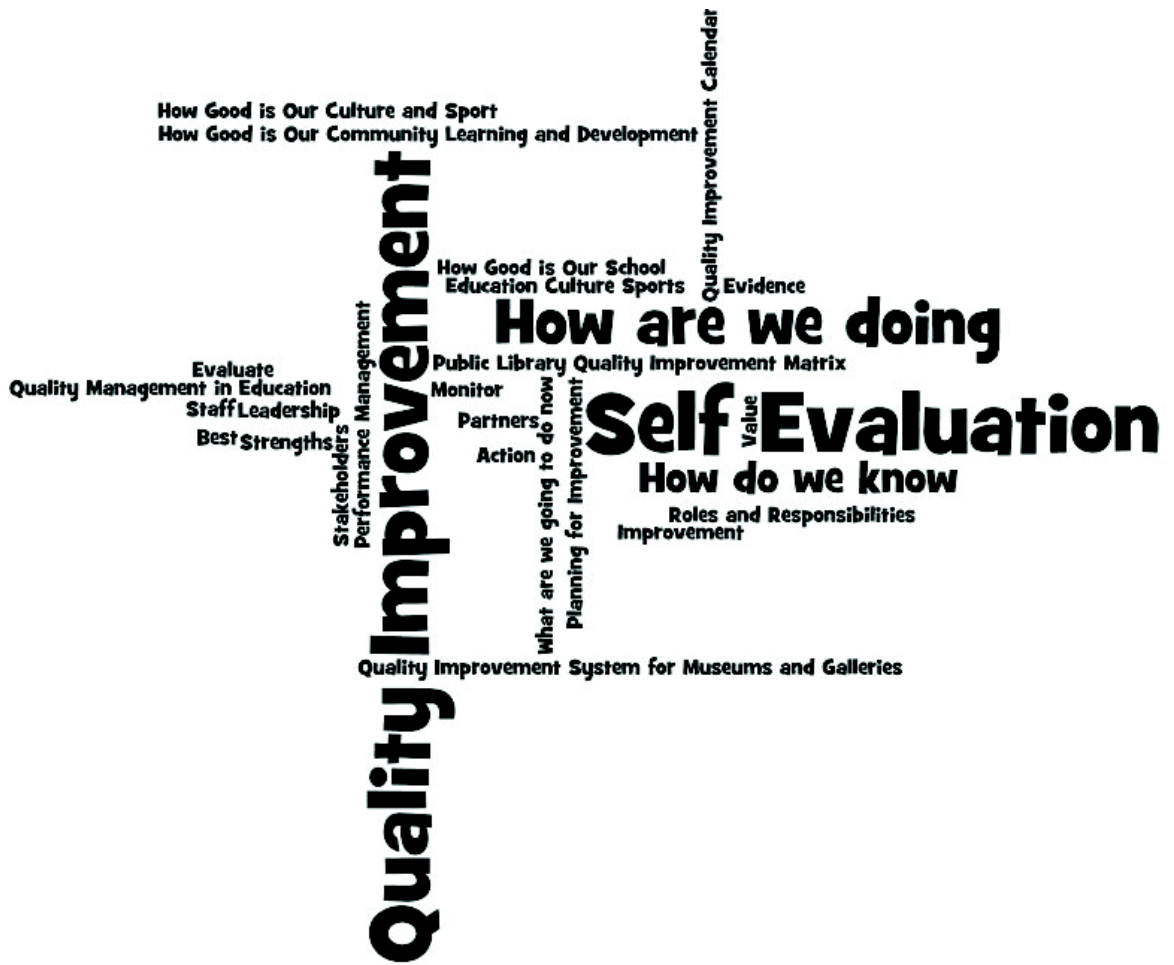 Quality Improvement Calendar
How Good is Our Culture and Sport
How Good is Our Community Learning and Development
Quality Improvement
How Good is Our School
Education Culture Sports
Evidence
How are we doing
Public Library Quality Improvement Matrix
Evaluate
Quality Management in Education
Staff
Leadership
Best
Strengths
Stakeholders
Performance Management
Monitor
Partners
Action
What are we going to do now
Planning for Improvement
Self Evaluation
Value
How do we know
Roles and Responsibilities
Improvement
Quality Improvement System for Museums and Galleries